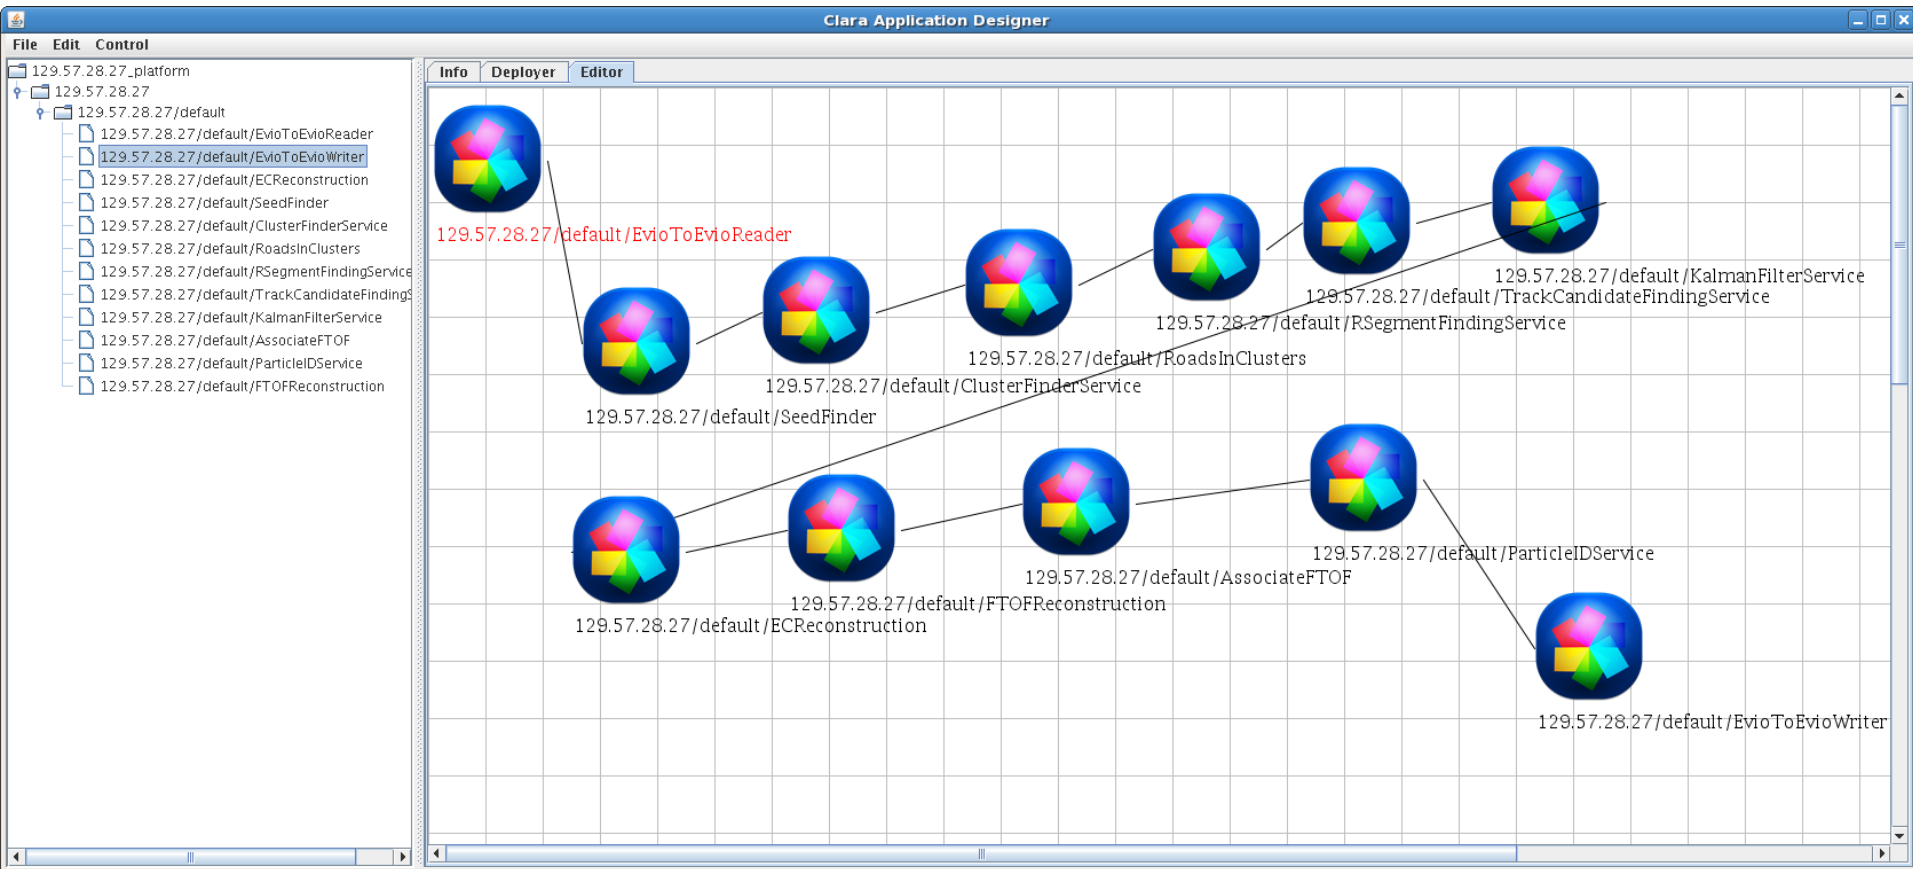 Clara Application Designer
File Edit Control
129.57.28.27_platform
129.57.28.27
129.57.28.27/default
129.57.28.27/default/EvioToEvioReader
129.57.28.27/default/EvioToEvioWriter
129.57.28.27/default/ECReconstruction
129.57.28.27/default/SeedFinder
129.57.28.27/default/ClusterFinderService
129.57.28.27/default/RoadsInClusters
129.57.28.27/default/RSegmentFindingService
129.57.28.27/default/TrackCandidateFindingS
129.57.28.27/default/KalmanFilterService
129.57.28.27/default/AssociateFTOF
129.57.28.27/default/ParticleIDService
129.57.28.27/default/FTOFReconstruction
Info Deployer Editor
129.57.28.27/default/EvioToEvioReader
129.57.28.27/default/KalmanFilterService
129.57.28.27/default/TrackCandidateFindingService
129.57.28.27/default/RSegmentFindingService
129.57.28.27/default/RoadsInClusters
129.57.28.27/default/ClusterFinderService
129.57.28.27/default/SeedFinder
129.57.28.27/default/ParticleIDService
129.57.28.27/default/AssociateFTOF
129.57.28.27/default/FTOFReconstruction
129.57.28.27/default/ECReconstruction
129.57.28.27/default/EvioToEvioWriter